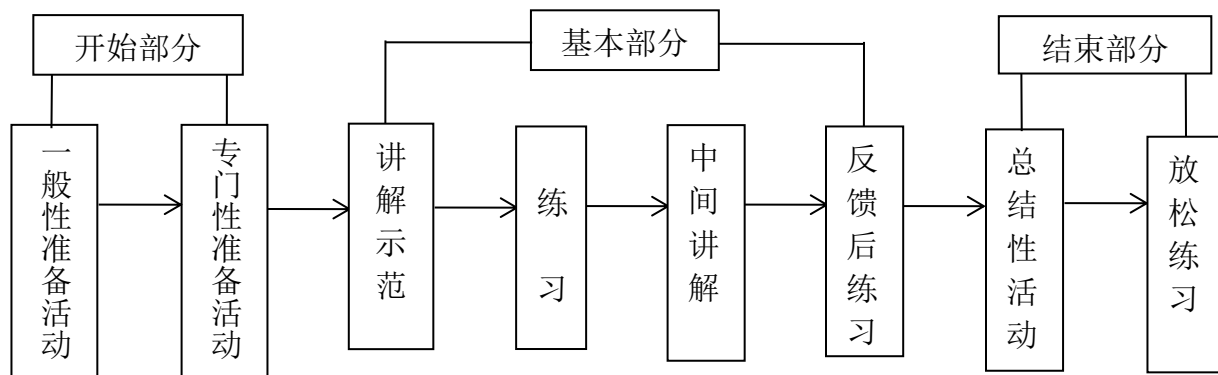 开始部分
基本部分
结束部分
一般性准备活动
专门性准备活动
讲解示范
练习
中间讲解
反馈后练习
总结性活动
放松练习